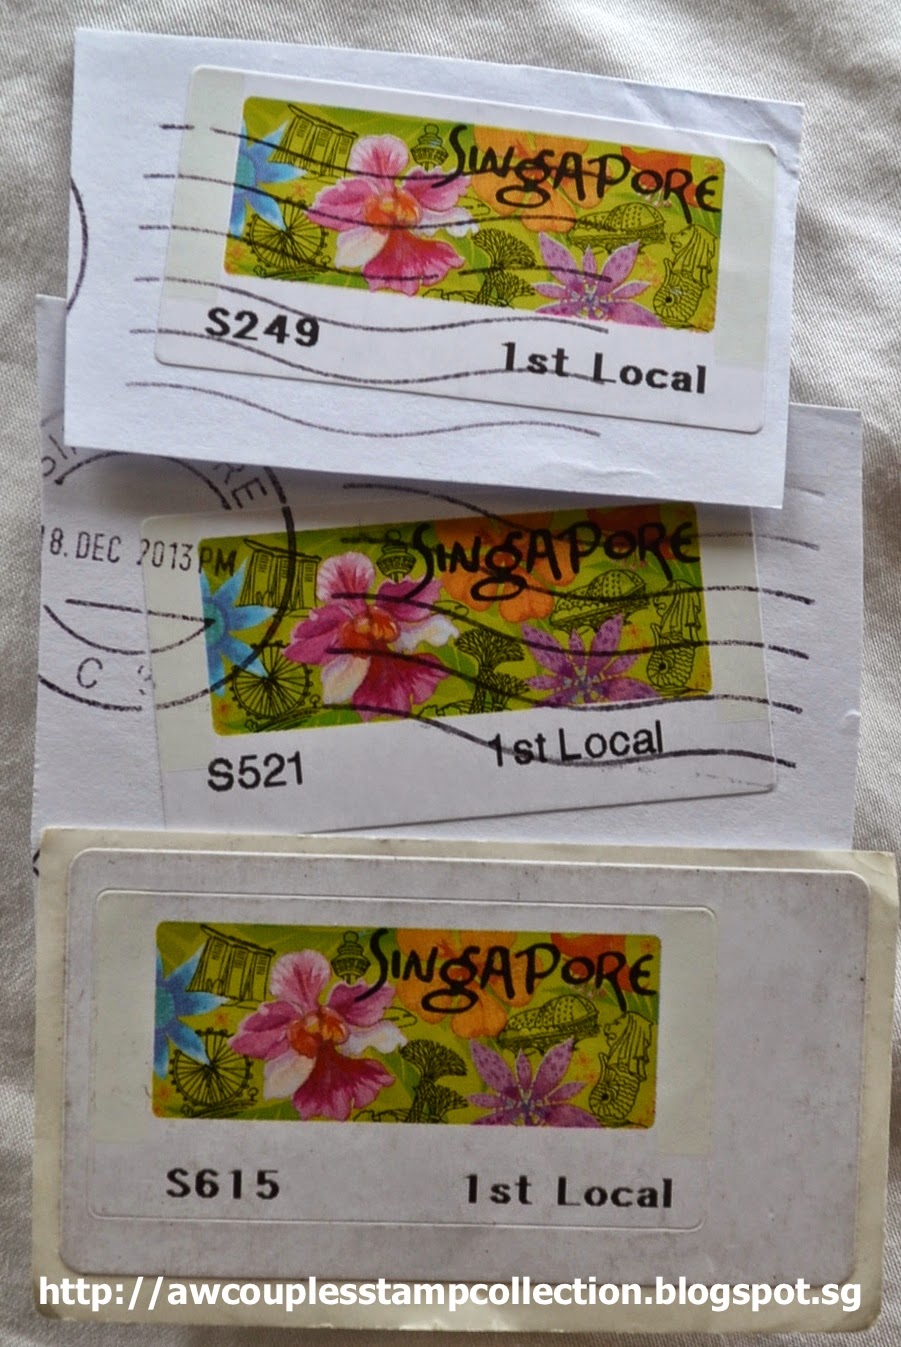 SINGAPORE
S249
1st Local
SINGAPORE
18. DEC 2013 PM
C
S521
1st Local
SINGAPORE
S615
1st Local
http://awcouplesstampcollection.blogspot.sg